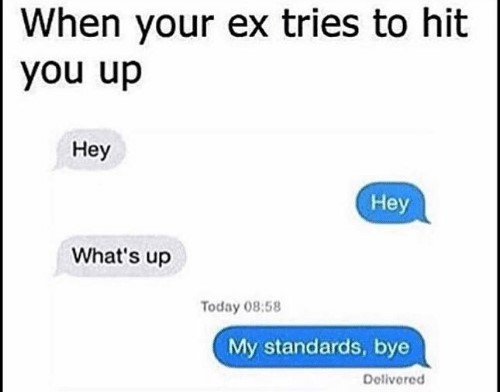 When your ex tries to hit
you up
Hey
Hey
What's up
Today 08:58
My standards, bye
Delivered